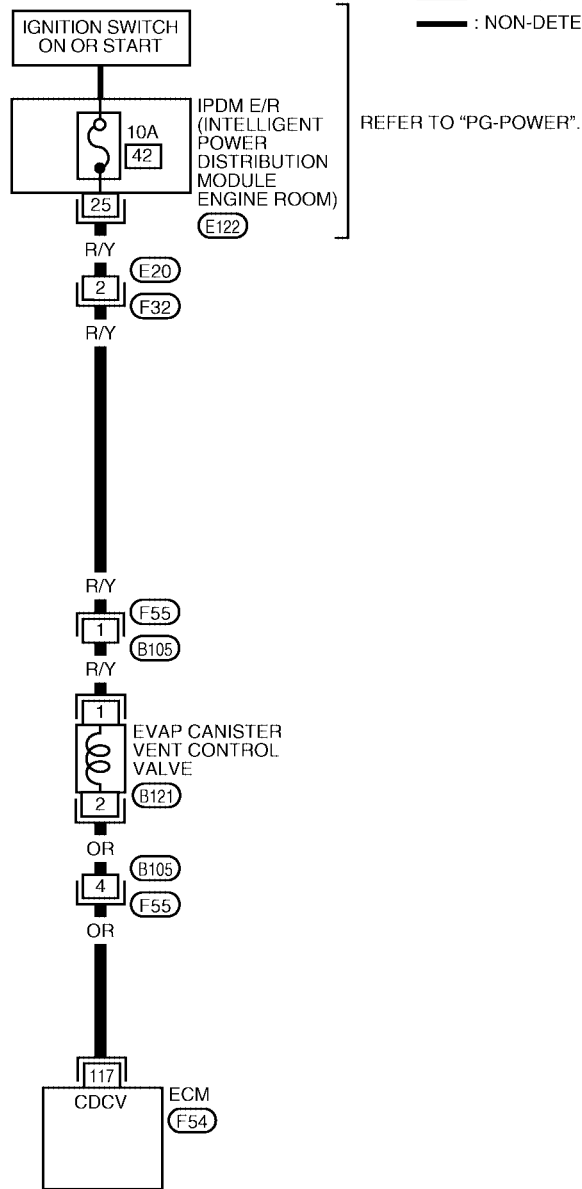 IGNITION SWITCH
ON OR START
: NON-DETE
IPDM E/R
(INTELLIGENT
POWER
DISTRIBUTION
MODULE
ENGINE ROOM)
E122
REFER TO "PG-POWER".
10A
42
25
R/Y
E20
2
F32
R/Y
R/Y
F55
1
B105
R/Y
1
EVAP CANISTER
VENT CONTROL
VALVE
B121
2
OR
B105
4
F55
OR
117
CDCV
ECM
F54